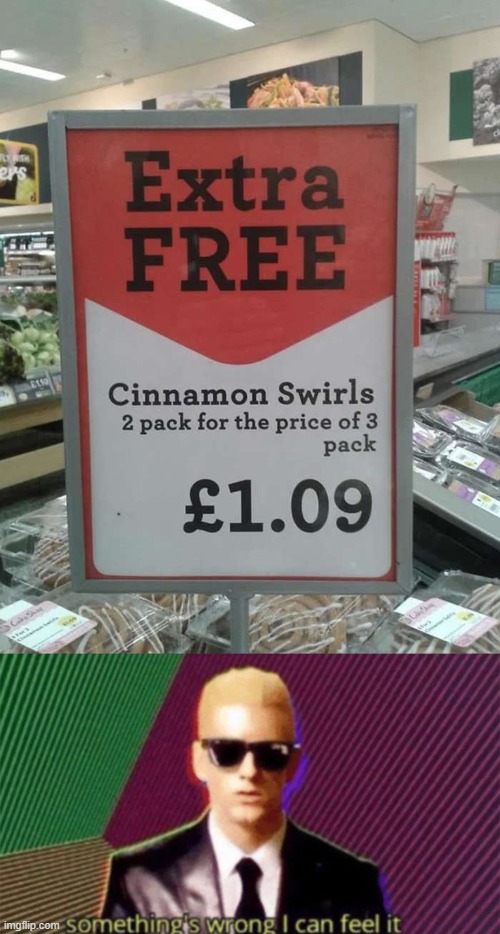 Extra
FREE
Cinnamon Swirls
2 pack for the price of 3
pack
£1.09
something's wrong I can feel it
imgflip.com